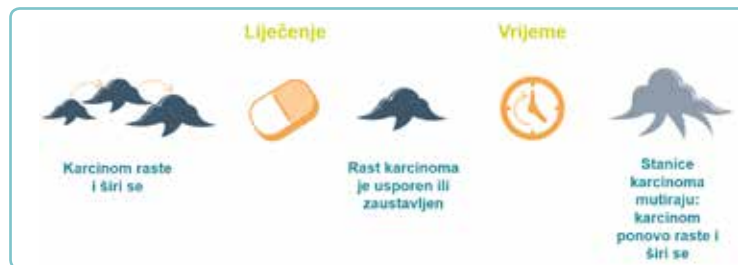 Liječenje
Vrijeme
Karcinom raste
i širi se
Rast karcinoma
je usporen ili
zaustavljen
Stanice
karcinoma
mutiraju:
karcinom
ponovo raste i
širi se